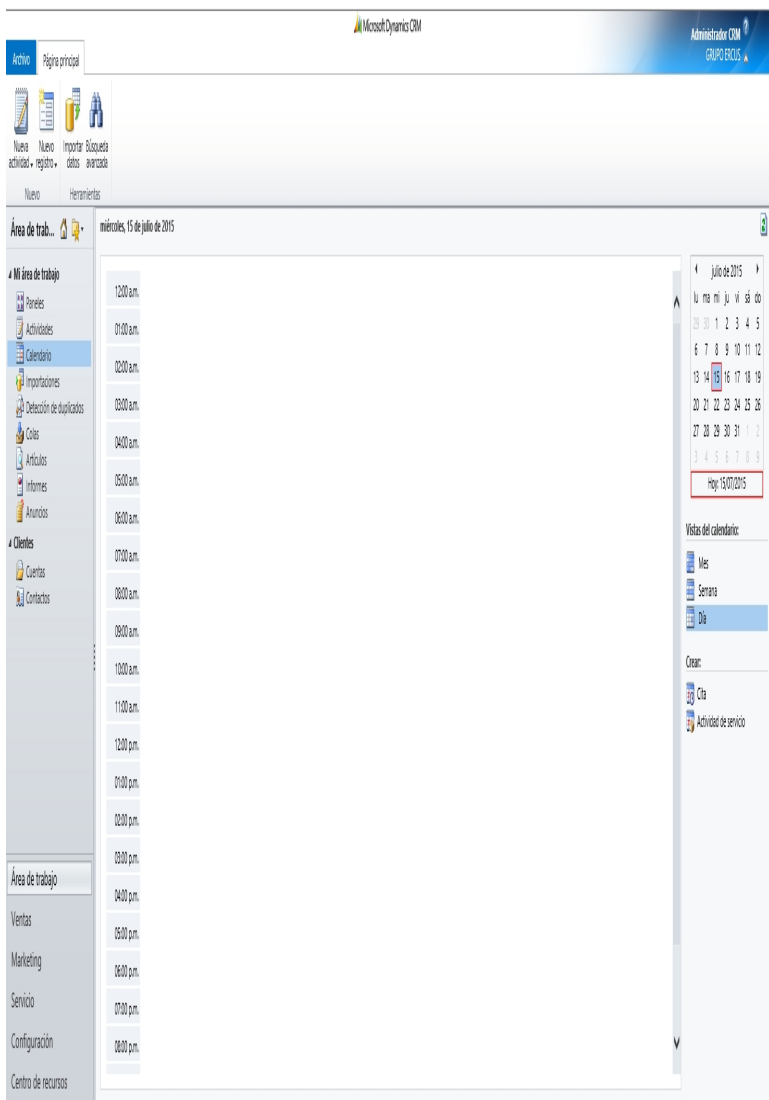 Microsoft Dynamics CRM
Administrador CRM
GRUPO ERCUS
Archivo
Página principal
Nueva actividad
Nuevo registro
Importar datos
Búsqueda avanzada
Nuevo
Herramientas
Área de trab...
miércoles, 15 de julio de 2015
Mi área de trabajo
Paneles
Actividades
Calendario
Importaciones
Detección de duplicados
Colas
Artículos
Informes
Anuncios
Clientes
Cuentas
Contactos
Área de trabajo
Ventas
Marketing
Servicio
Configuración
Centro de recursos
12:00 a.m.
01:00 a.m.
02:00 a.m.
03:00 a.m.
04:00 a.m.
05:00 a.m.
06:00 a.m.
07:00 a.m.
08:00 a.m.
09:00 a.m.
10:00 a.m.
11:00 a.m.
12:00 p.m.
01:00 p.m.
02:00 p.m.
03:00 p.m.
04:00 p.m.
05:00 p.m.
06:00 p.m.
07:00 p.m.
08:00 p.m.
julio de 2015
lu ma mi ju vi sá do
29 30 1 2 3 4 5
6 7 8 9 10 11 12
13 14 15 16 17 18 19
20 21 22 23 24 25 26
27 28 29 30 31 1 2
3 4 5 6 7 8 9
Hoy: 15/07/2015
Vistas del calendario:
Mes
Semana
Día
Crear:
Cita
Actividad de servicio